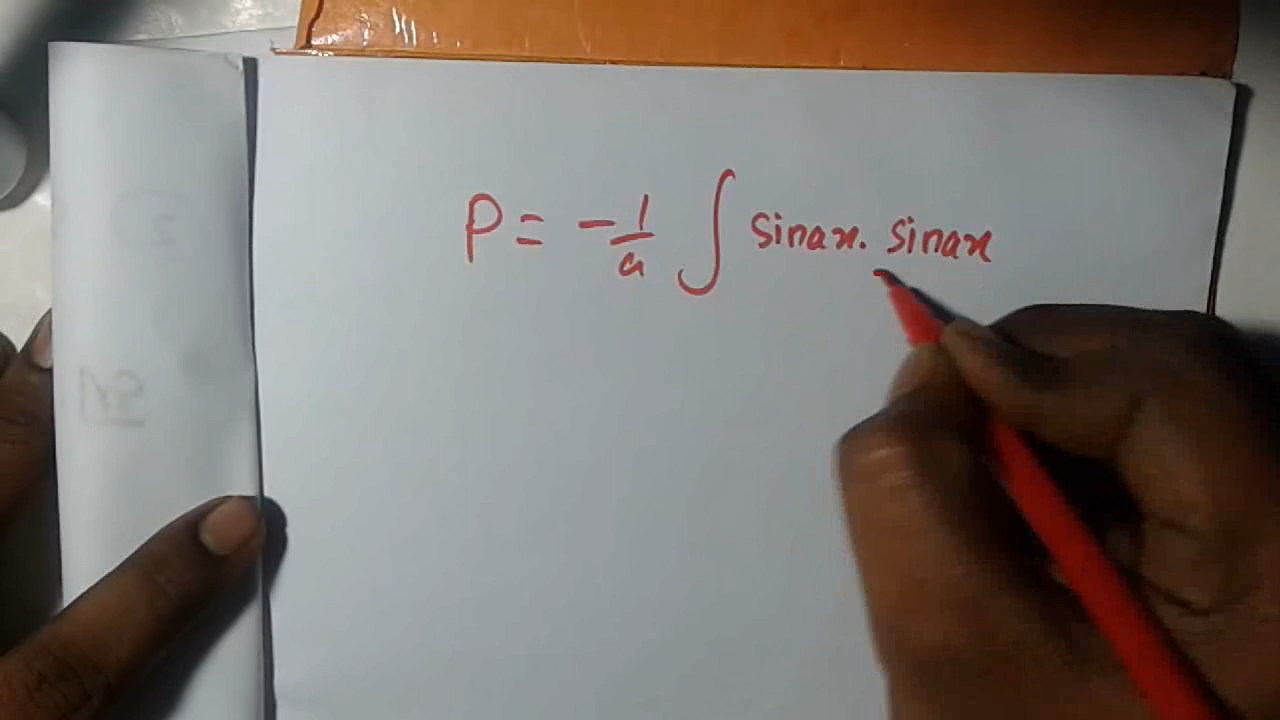 P = -1/a ∫ sinax. sinax